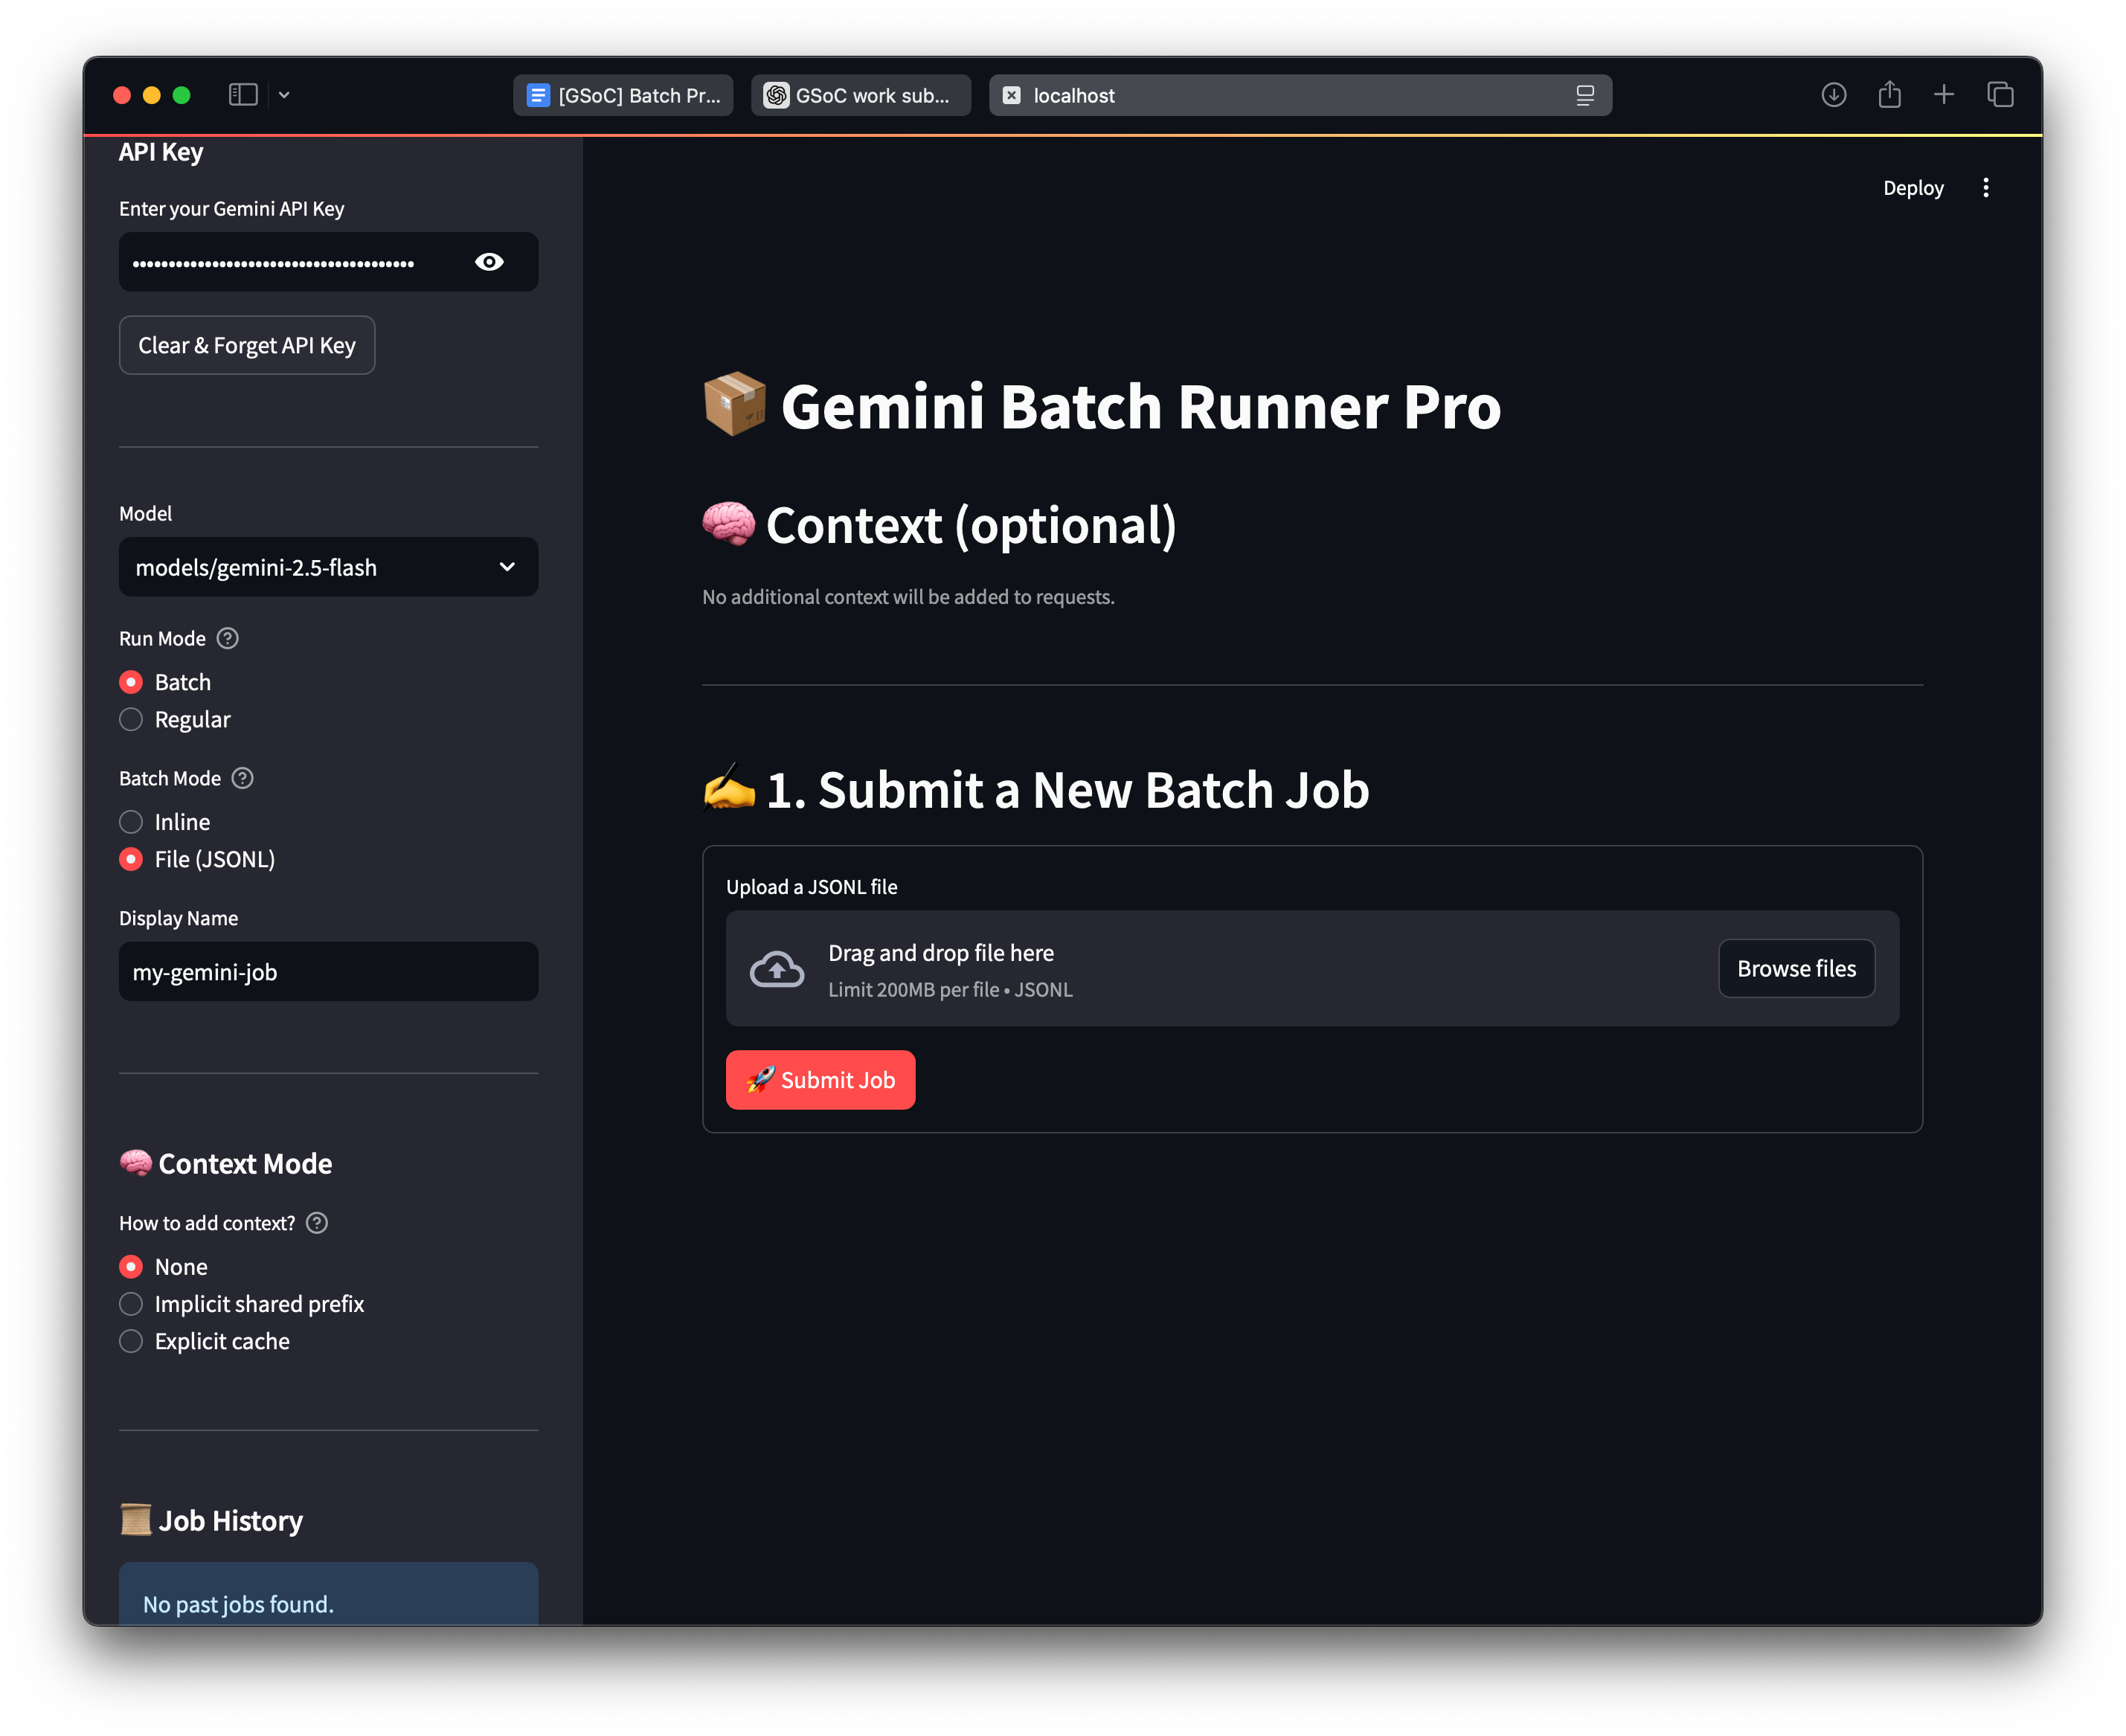 [GSoC] Batch Pr...
GSoC work sub...
localhost
API Key
Enter your Gemini API Key
••••••••••••••••••••••••••••••••••••••••
Clear & Forget API Key
Model
models/gemini-2.5-flash
Run Mode
Batch
Regular
Batch Mode
Inline
File (JSONL)
Display Name
my-gemini-job
🧠 Context Mode
How to add context?
None
Implicit shared prefix
Explicit cache
📜 Job History
No past jobs found.
Deploy
📦 Gemini Batch Runner Pro
🧠 Context (optional)
No additional context will be added to requests.
✍️ 1. Submit a New Batch Job
Upload a JSONL file
Drag and drop file here
Limit 200MB per file • JSONL
Browse files
🚀 Submit Job